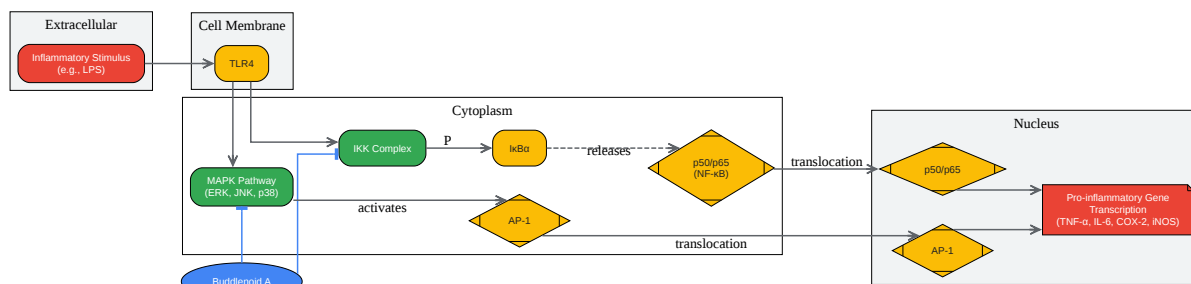 Extracellular
Inflammatory Stimulus
(e.g., LPS)
Cell Membrane
TLR4
Cytoplasm
IKK Complex
P
IκBα
releases
p50/p65
(NF-κB)
MAPK Pathway
(ERK, JNK, p38)
activates
AP-1
translocation
translocation
Nucleus
p50/p65
AP-1
Pro-inflammatory Gene
Transcription
(TNF-α, IL-6, COX-2, iNOS)
Buddlenoid A